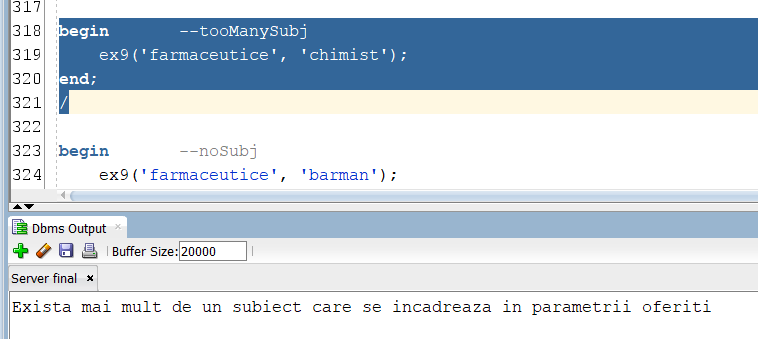 317
318 begin --tooManySubj
319 ex9('farmaceutice', 'chimist');
320 end;
321 /
322
323 begin --noSubj
324 ex9('farmaceutice', 'barman');
Dbms Output ×
Buffer Size: 20000
Server final ×
Exista mai mult de un subiect care se incadreaza in parametrii oferiti